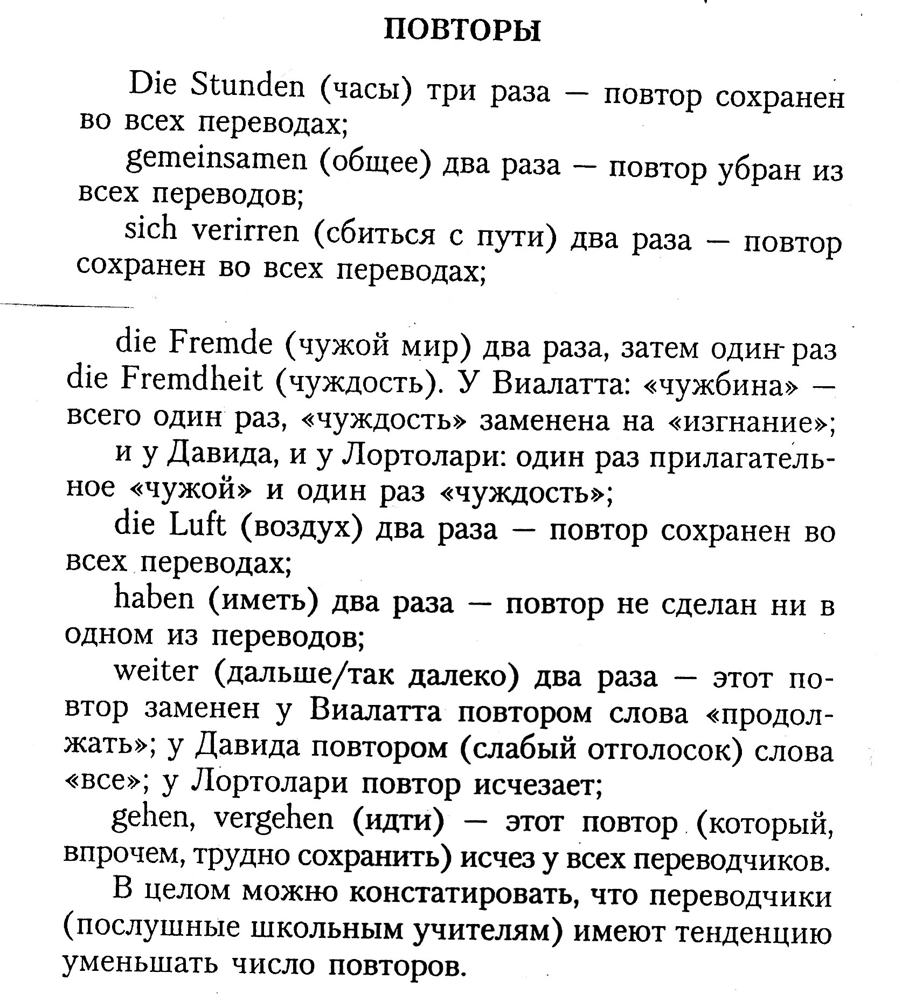 ПОВТОРЫ
Die Stunden (часы) три раза — повтор сохранен
во всех переводах;
gemeinsamen (общее) два раза — повтор убран из
всех переводов;
sich verirren (сбиться с пути) два раза — повтор
сохранен во всех переводах;
die Fremde (чужой мир) два раза, затем один раз
die Fremdheit (чуждость). У Виалатта: «чужбина» —
всего один раз, «чуждость» заменена на «изгнание»;
и у Давида, и у Лортолари: один раз прилагатель-
ное «чужой» и один раз «чуждость»;
die Luft (воздух) два раза — повтор сохранен во
всех переводах;
haben (иметь) два раза — повтор не сделан ни в
одном из переводов;
weiter (дальше/так далеко) два раза — этот по-
втор заменен у Виалатта повтором слова «продол-
жать»; у Давида повтором (слабый отголосок) слова
«все»; у Лортолари повтор исчезает;
gehen, vergehen (идти) — этот повтор (который,
впрочем, трудно сохранить) исчез у всех переводчиков.
В целом можно констатировать, что переводчики
(послушные школьным учителям) имеют тенденцию
уменьшать число повторов.